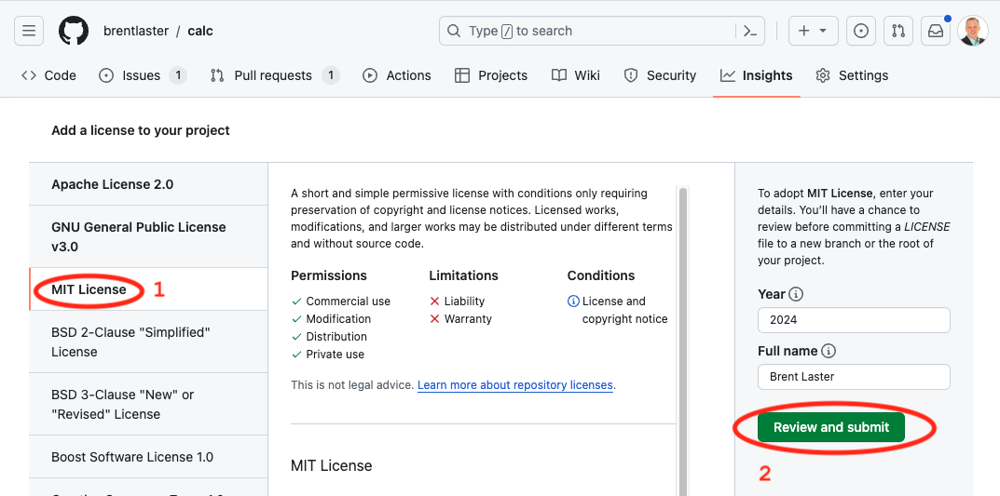 brentlaster / calc
Type / to search
Code
Issues 1
Pull requests 1
Actions
Projects
Wiki
Security
Insights
Settings
Add a license to your project
Apache License 2.0
GNU General Public License
v3.0
MIT License
1
BSD 2-Clause "Simplified"
License
BSD 3-Clause "New" or
"Revised" License
Boost Software License 1.0
A short and simple permissive license with conditions only requiring
preservation of copyright and license notices. Licensed works,
modifications, and larger works may be distributed under different terms
and without source code.
Permissions
Commercial use
Modification
Distribution
Private use
Limitations
Liability
Warranty
Conditions
License and
copyright notice
This is not legal advice. Learn more about repository licenses.
MIT License
To adopt MIT License, enter your
details. You’ll have a chance to
review before committing a LICENSE
file to a new branch or the root of
your project.
Year
2024
Full name
Brent Laster
Review and submit
2